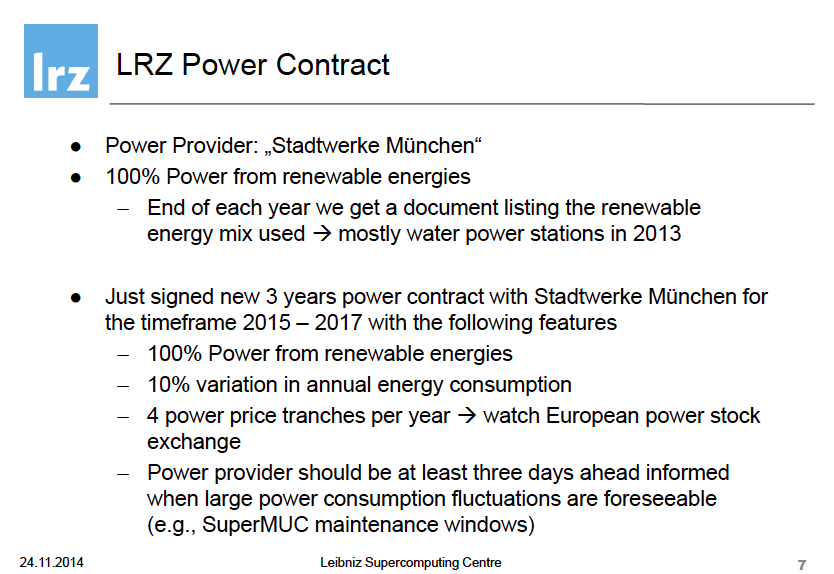 lrz
LRZ Power Contract
● Power Provider: „Stadtwerke München“
● 100% Power from renewable energies
– End of each year we get a document listing the renewable
energy mix used → mostly water power stations in 2013
● Just signed new 3 years power contract with Stadtwerke München for
the timeframe 2015 – 2017 with the following features
– 100% Power from renewable energies
– 10% variation in annual energy consumption
– 4 power price tranches per year → watch European power stock
exchange
– Power provider should be at least three days ahead informed
when large power consumption fluctuations are foreseeable
(e.g., SuperMUC maintenance windows)
24.11.2014 Leibniz Supercomputing Centre 7